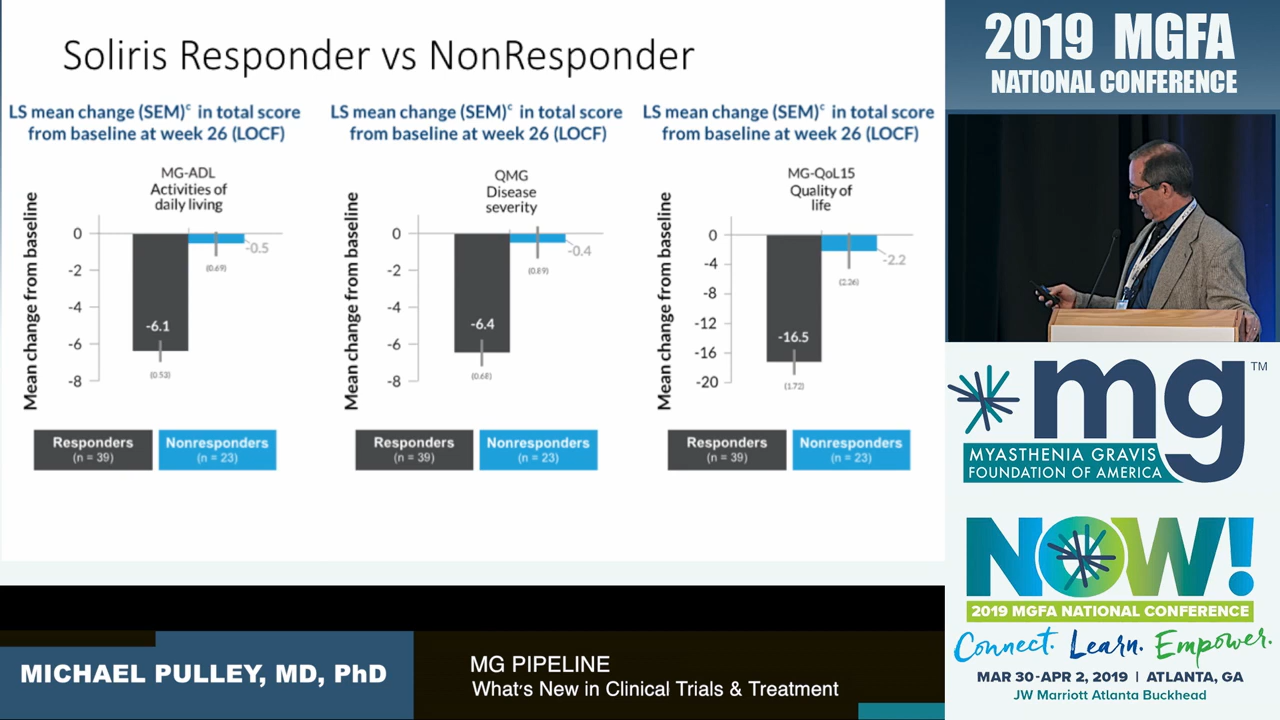 Soliris Responder vs NonResponder
LS mean change (SEM)c in total score
from baseline at week 26 (LOCF)
MG-ADL
Activities of
daily living
Mean change from baseline
0
-2
-4
-6
-8
-6.1
(0.53)
-0.5
(0.69)
Responders
(n = 39)
Nonresponders
(n = 23)
LS mean change (SEM)c in total score
from baseline at week 26 (LOCF)
QMG
Disease
severity
Mean change from baseline
0
-2
-4
-6
-8
-6.4
(0.68)
-0.4
(0.89)
Responders
(n = 39)
Nonresponders
(n = 23)
LS mean change (SEM)c in total score
from baseline at week 26 (LOCF)
MG-QoL15
Quality of
life
Mean change from baseline
0
-4
-8
-12
-16
-20
-16.5
(1.72)
-2.2
(2.26)
Responders
(n = 39)
Nonresponders
(n = 23)
MICHAEL PULLEY, MD, PhD
MG PIPELINE
What's New in Clinical Trials & Treatment
2019 MGFA
NATIONAL CONFERENCE
mg™
MYASTHENIA GRAVIS
FOUNDATION OF AMERICA
NOW!
2019 MGFA NATIONAL CONFERENCE
Connect. Learn. Empower.
MAR 30-APR 2, 2019 | ATLANTA, GA
JW Marriott Atlanta Buckhead